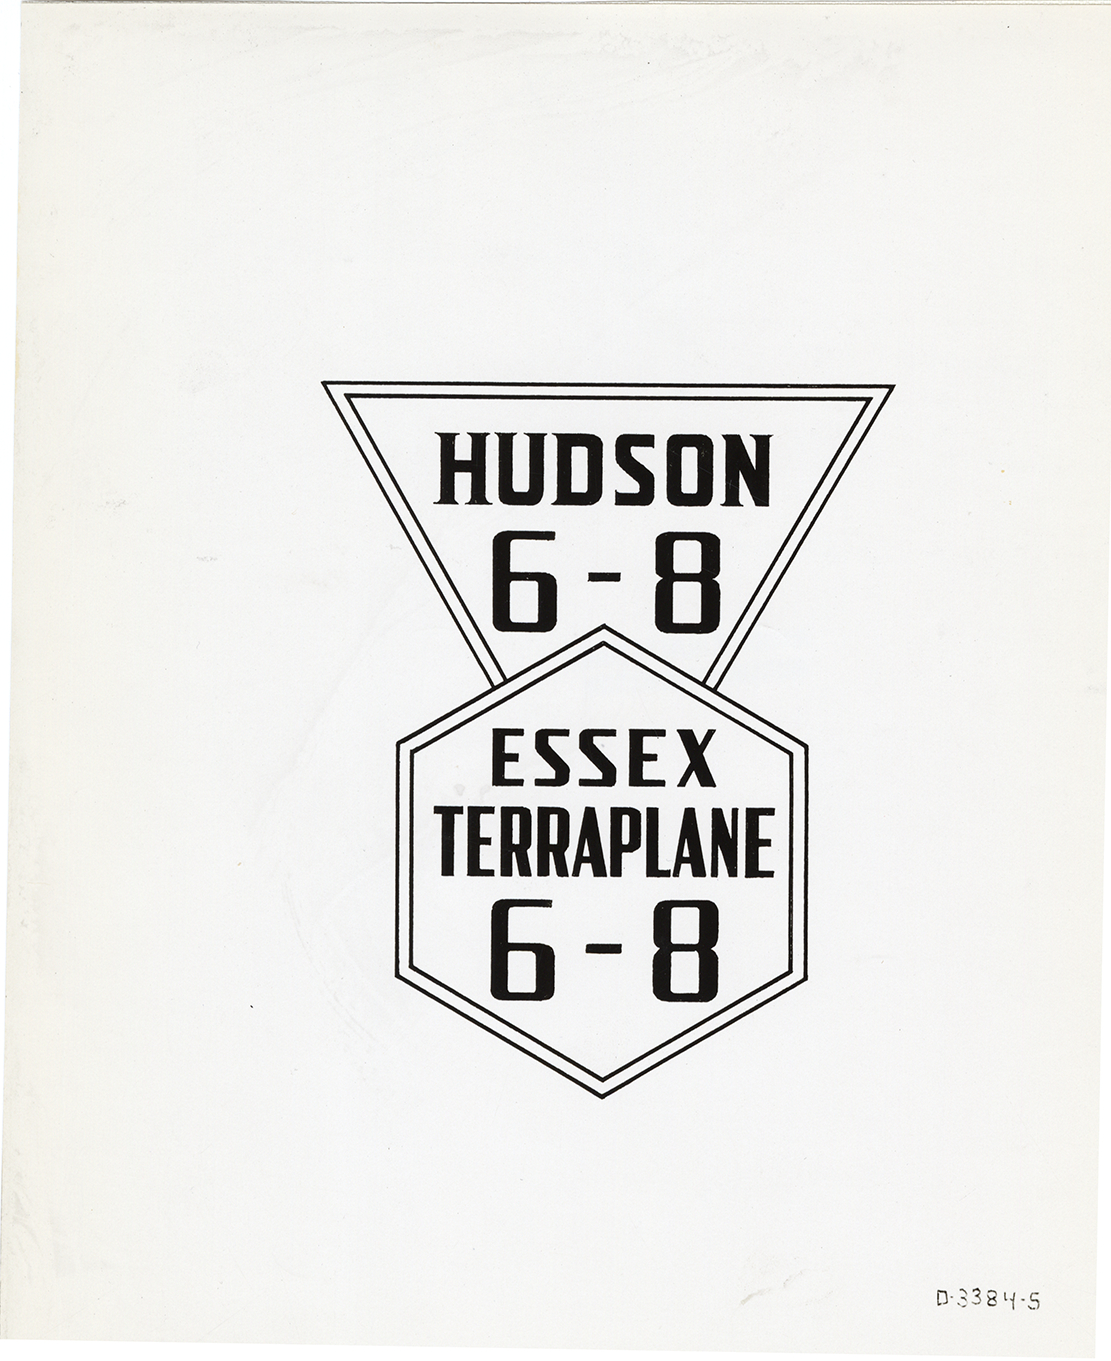 HUDSON
6-8
ESSEX
TERRAPLANE
6-8
D-3384-5